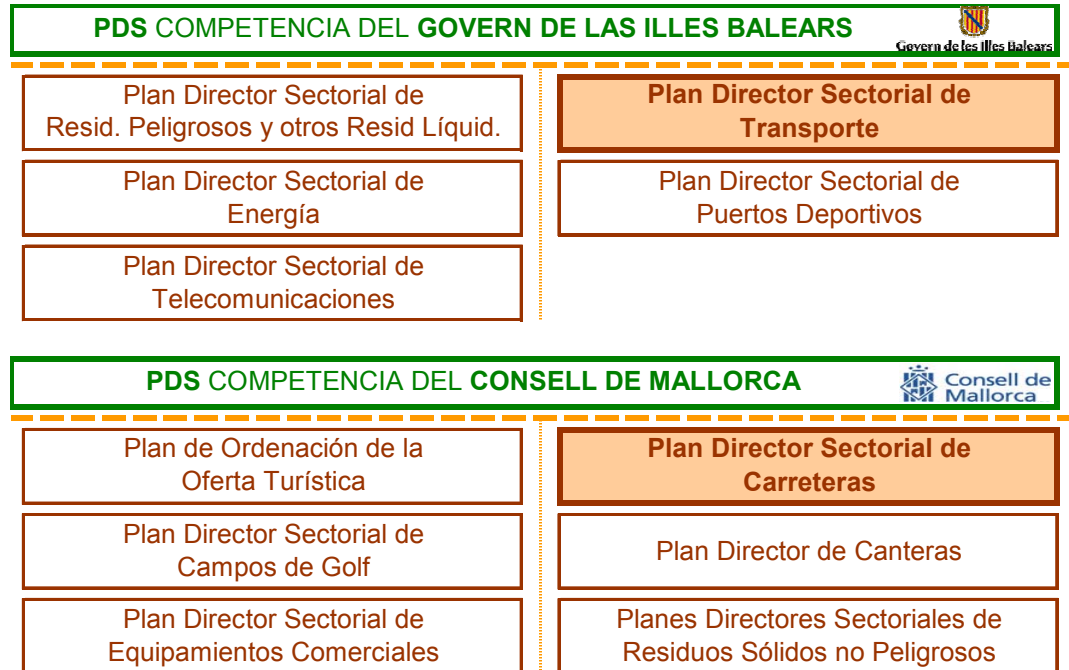 PDS COMPETENCIA DEL GOVERN DE LAS ILLES BALEARS
Govern de les Illes Balears
Plan Director Sectorial de
Resid. Peligrosos y otros Resid Líquid.
Plan Director Sectorial de
Transporte
Plan Director Sectorial de
Energía
Plan Director Sectorial de
Puertos Deportivos
Plan Director Sectorial de
Telecomunicaciones
PDS COMPETENCIA DEL CONSELL DE MALLORCA
Consell de
Mallorca
Plan de Ordenación de la
Oferta Turística
Plan Director Sectorial de
Carreteras
Plan Director Sectorial de
Campos de Golf
Plan Director de Canteras
Plan Director Sectorial de
Equipamientos Comerciales
Planes Directores Sectoriales de
Residuos Sólidos no Peligrosos